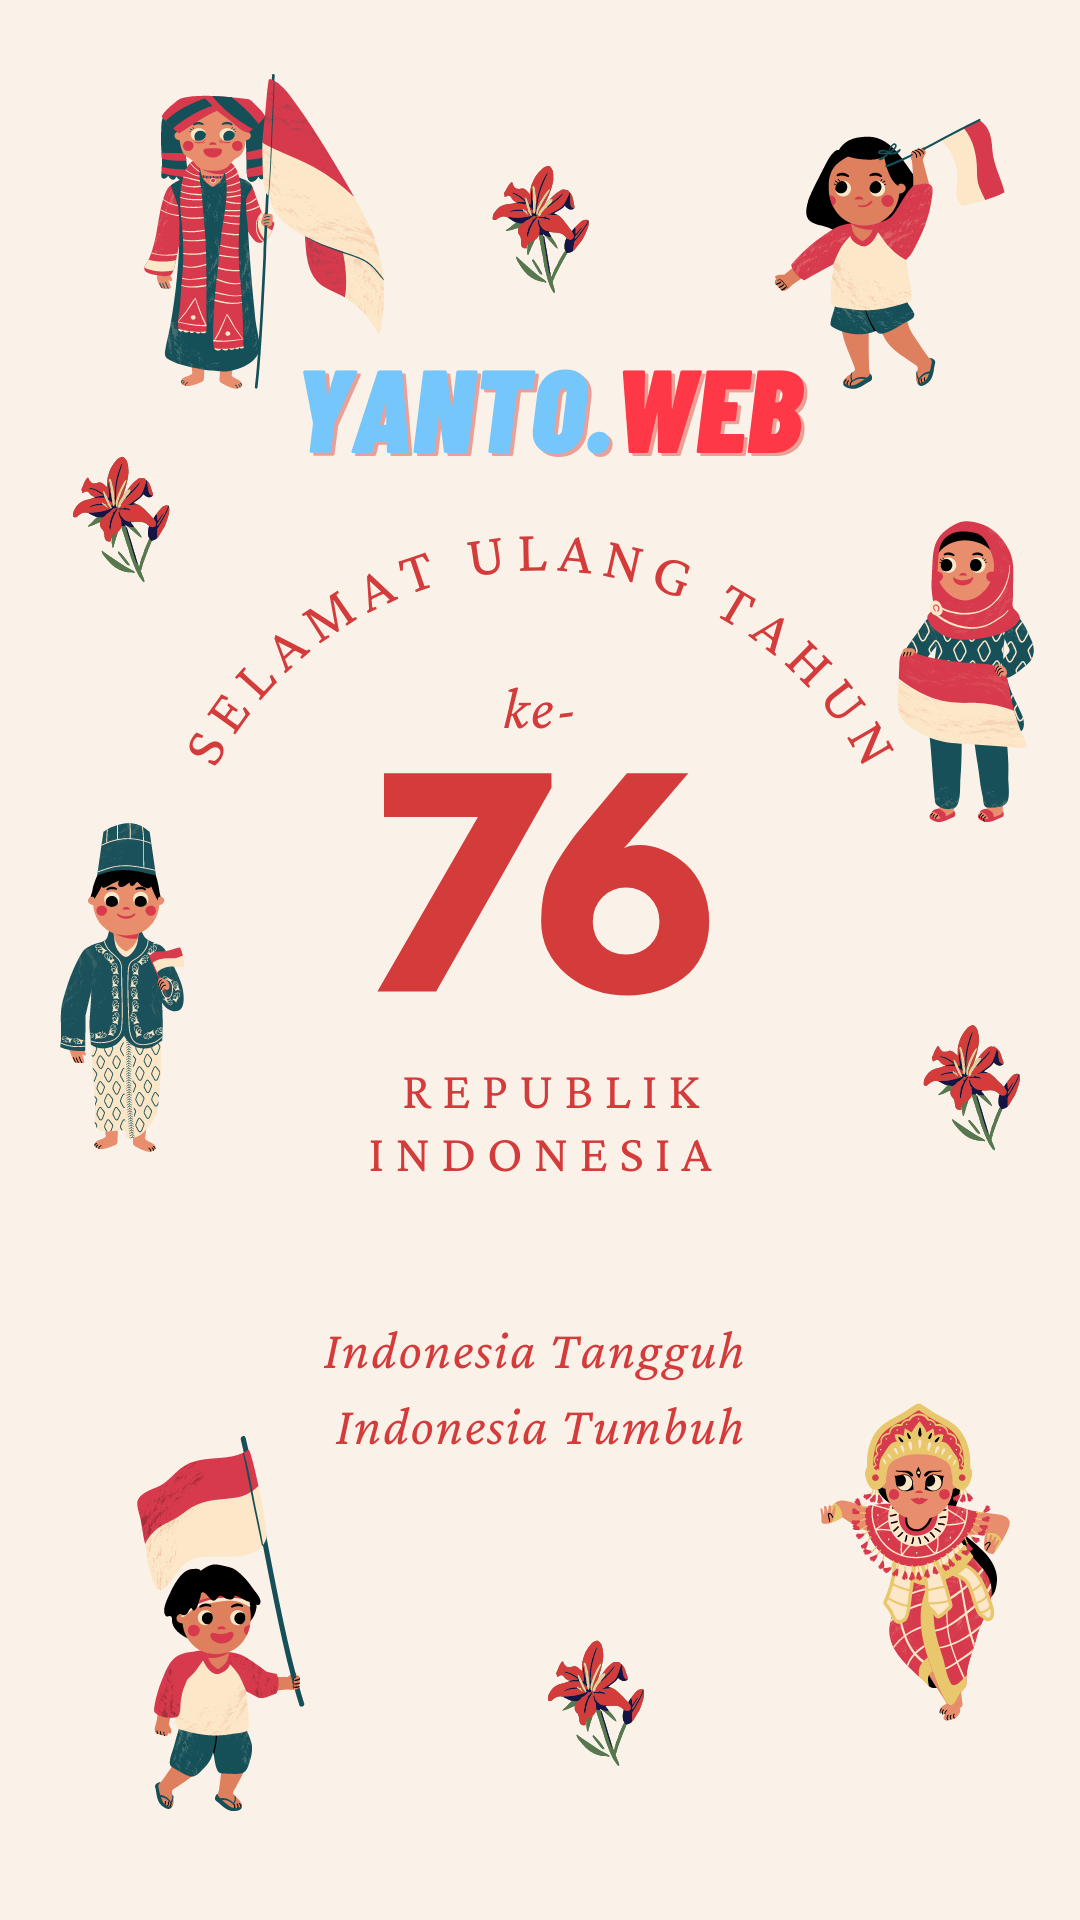 YANTO.WEB
SELAMAT ULANG TAHUN
ke-
76
REPUBLIK
INDONESIA
Indonesia Tangguh
Indonesia Tumbuh